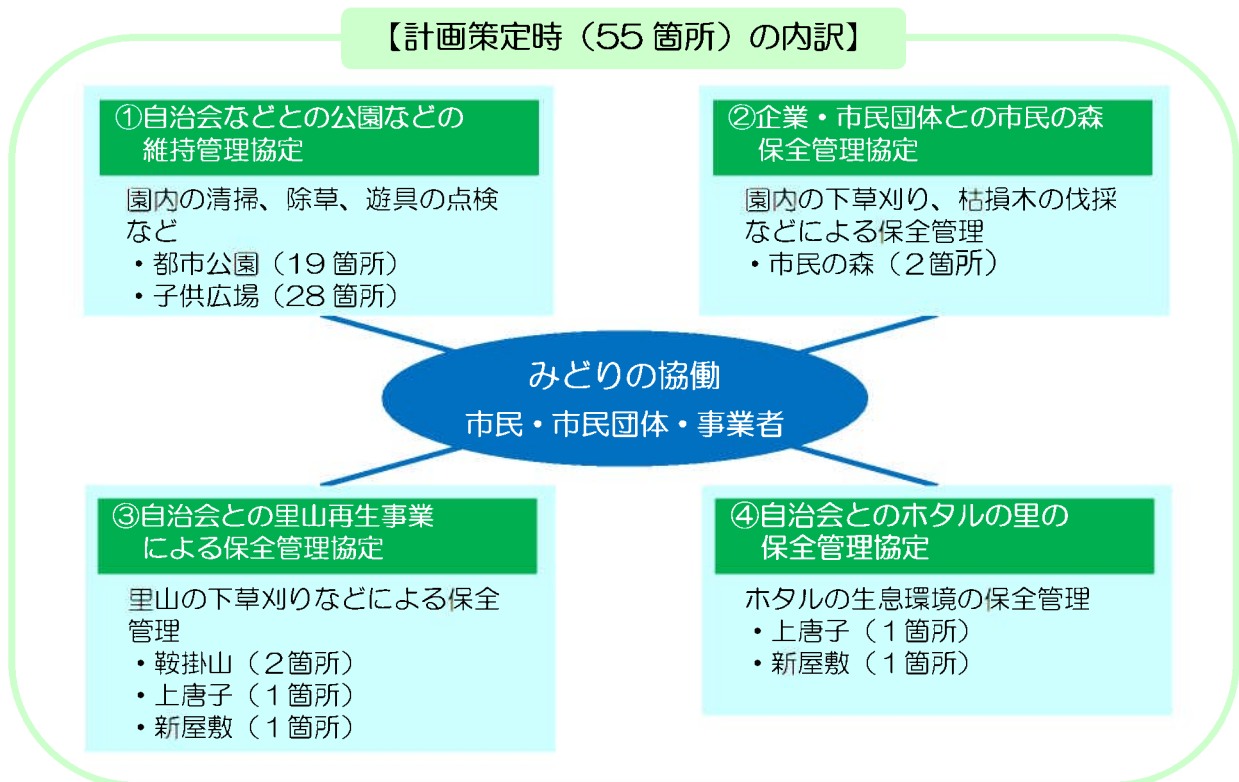 【計画策定時（55箇所）の内訳】
①自治会などとの公園などの
維持管理協定
園内の清掃、除草、遊具の点検
など
・都市公園（19箇所）
・子供広場（28箇所）
②企業・市民団体との市民の森
保全管理協定
園内の下草刈り、枯損木の伐採
などによる保全管理
・市民の森（2箇所）
みどりの協働
市民・市民団体・事業者
③自治会との里山再生事業
による保全管理協定
里山の下草刈りなどによる保全
管理
・鞍掛山（2箇所）
・上唐子（1箇所）
・新屋敷（1箇所）
④自治会とのホタルの里の
保全管理協定
ホタルの生息環境の保全管理
・上唐子（1箇所）
・新屋敷（1箇所）